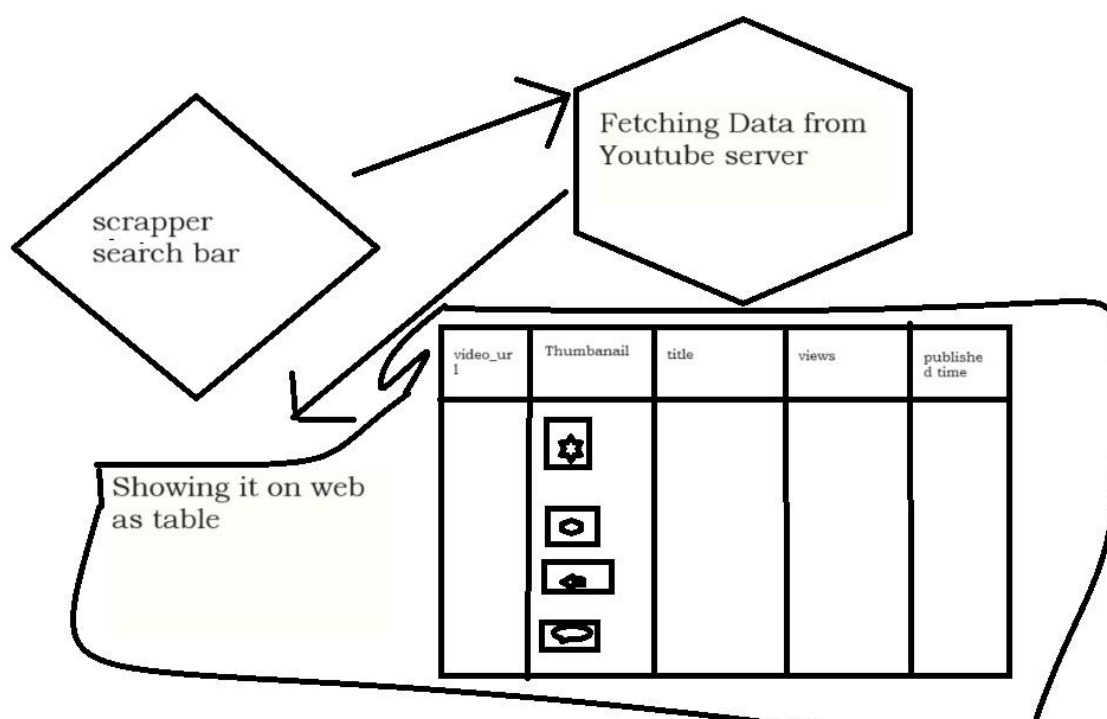 Fetching Data from
Youtube server
scrapper
search bar
video_ur
l
Thumbanail
title
views
publishe
d time
Showing it on web
as table